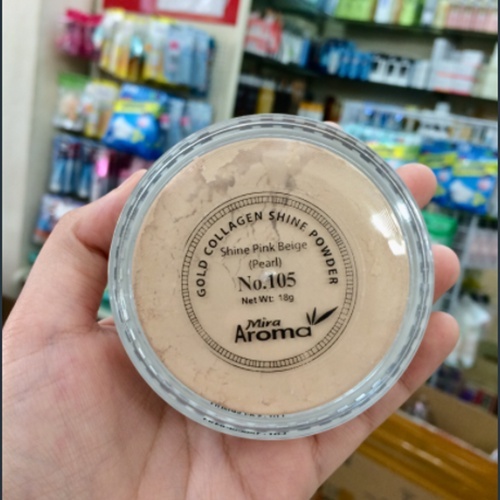 GOLD COLLAGEN SHINE POWDER
Shine Pink Beige
(Pearl)
No.105
Net Wt: 18g
Mira
Aroma